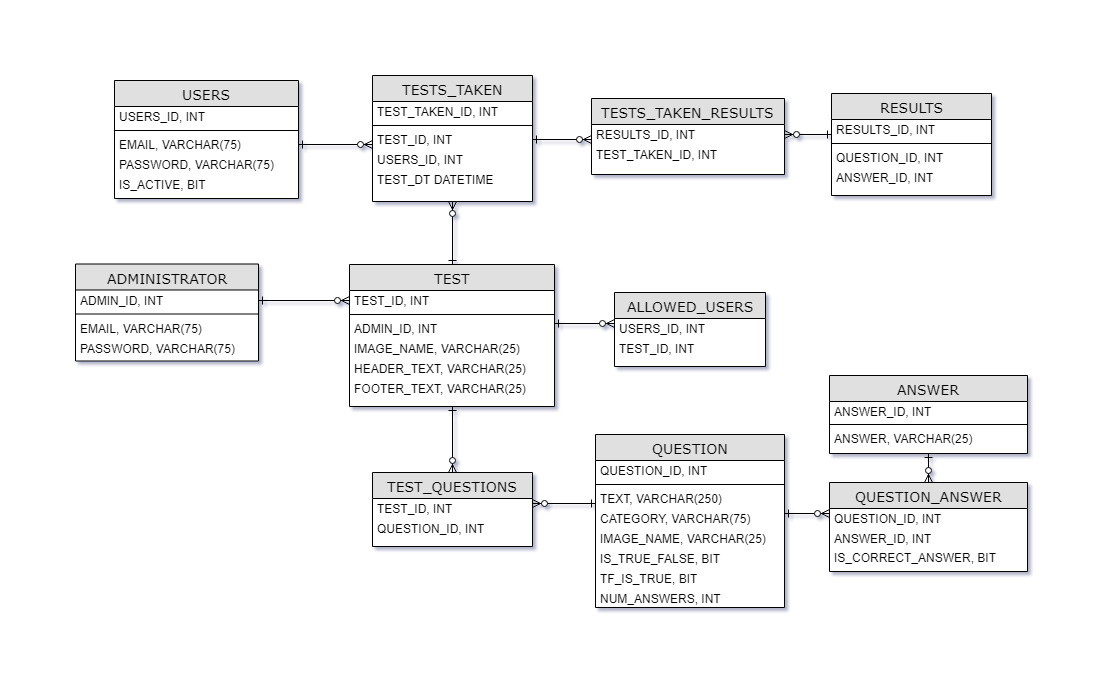 USERS
USERS_ID, INT
EMAIL, VARCHAR(75)
PASSWORD, VARCHAR(75)
IS_ACTIVE, BIT
TESTS_TAKEN
TEST_TAKEN_ID, INT
TEST_ID, INT
USERS_ID, INT
TEST_DT DATETIME
TESTS_TAKEN_RESULTS
RESULTS_ID, INT
TEST_TAKEN_ID, INT
RESULTS
RESULTS_ID, INT
QUESTION_ID, INT
ANSWER_ID, INT
ADMINISTRATOR
ADMIN_ID, INT
EMAIL, VARCHAR(75)
PASSWORD, VARCHAR(75)
TEST
TEST_ID, INT
ADMIN_ID, INT
IMAGE_NAME, VARCHAR(25)
HEADER_TEXT, VARCHAR(25)
FOOTER_TEXT, VARCHAR(25)
ALLOWED_USERS
USERS_ID, INT
TEST_ID, INT
ANSWER
ANSWER_ID, INT
ANSWER, VARCHAR(25)
TEST_QUESTIONS
TEST_ID, INT
QUESTION_ID, INT
QUESTION
QUESTION_ID, INT
TEXT, VARCHAR(250)
CATEGORY, VARCHAR(75)
IMAGE_NAME, VARCHAR(25)
IS_TRUE_FALSE, BIT
TF_IS_TRUE, BIT
NUM_ANSWERS, INT
QUESTION_ANSWER
QUESTION_ID, INT
ANSWER_ID, INT
IS_CORRECT_ANSWER, BIT